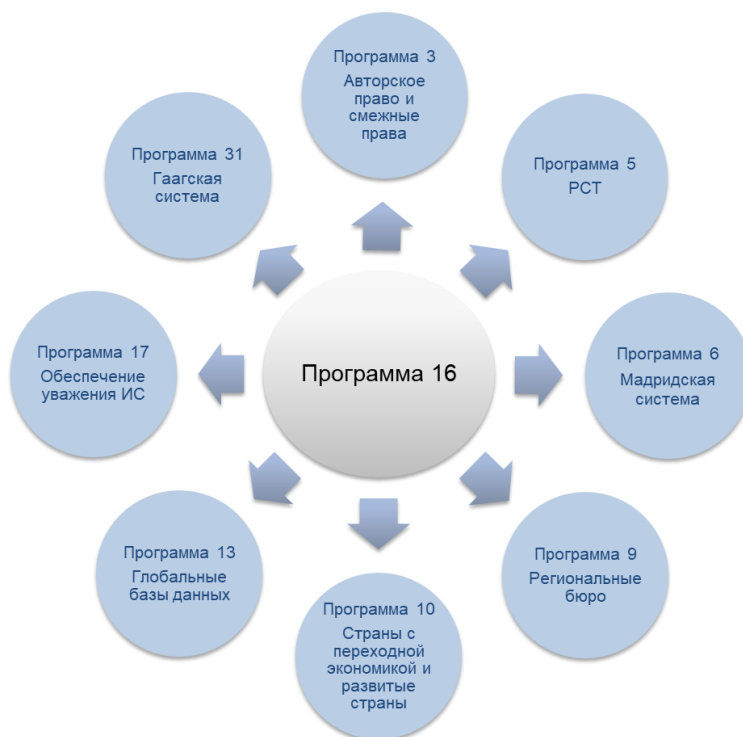 Программа 3
Авторское
право и
смежные
права
Программа 5
РСТ
Программа 6
Мадридская
система
Программа 9
Региональные
бюро
Программа 10
Страны с
переходной
экономикой и
развитые
страны
Программа 13
Глобальные
базы данных
Программа 17
Обеспечение
уважения ИС
Программа 31
Гаагская
система
Программа 16